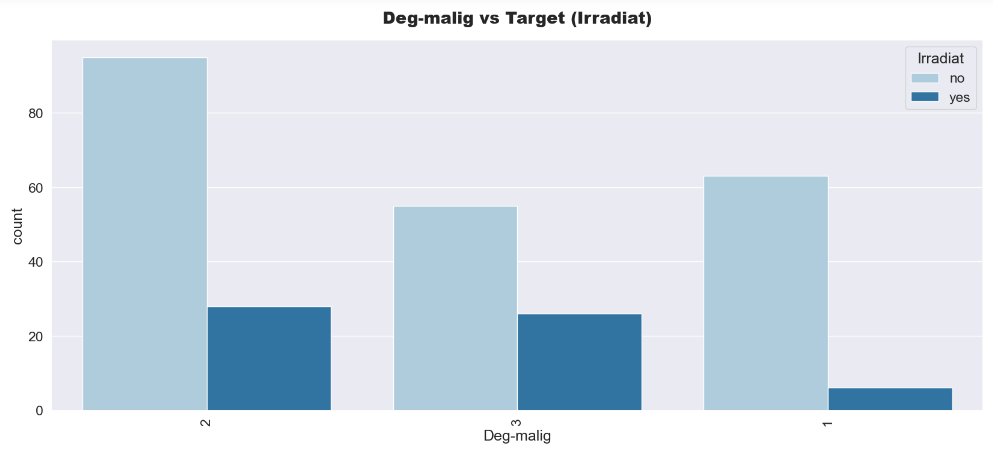 Deg-malig vs Target (Irradiat)
Irradiat
no
yes
80
60
40
20
0
count
2
3
1
Deg-malig